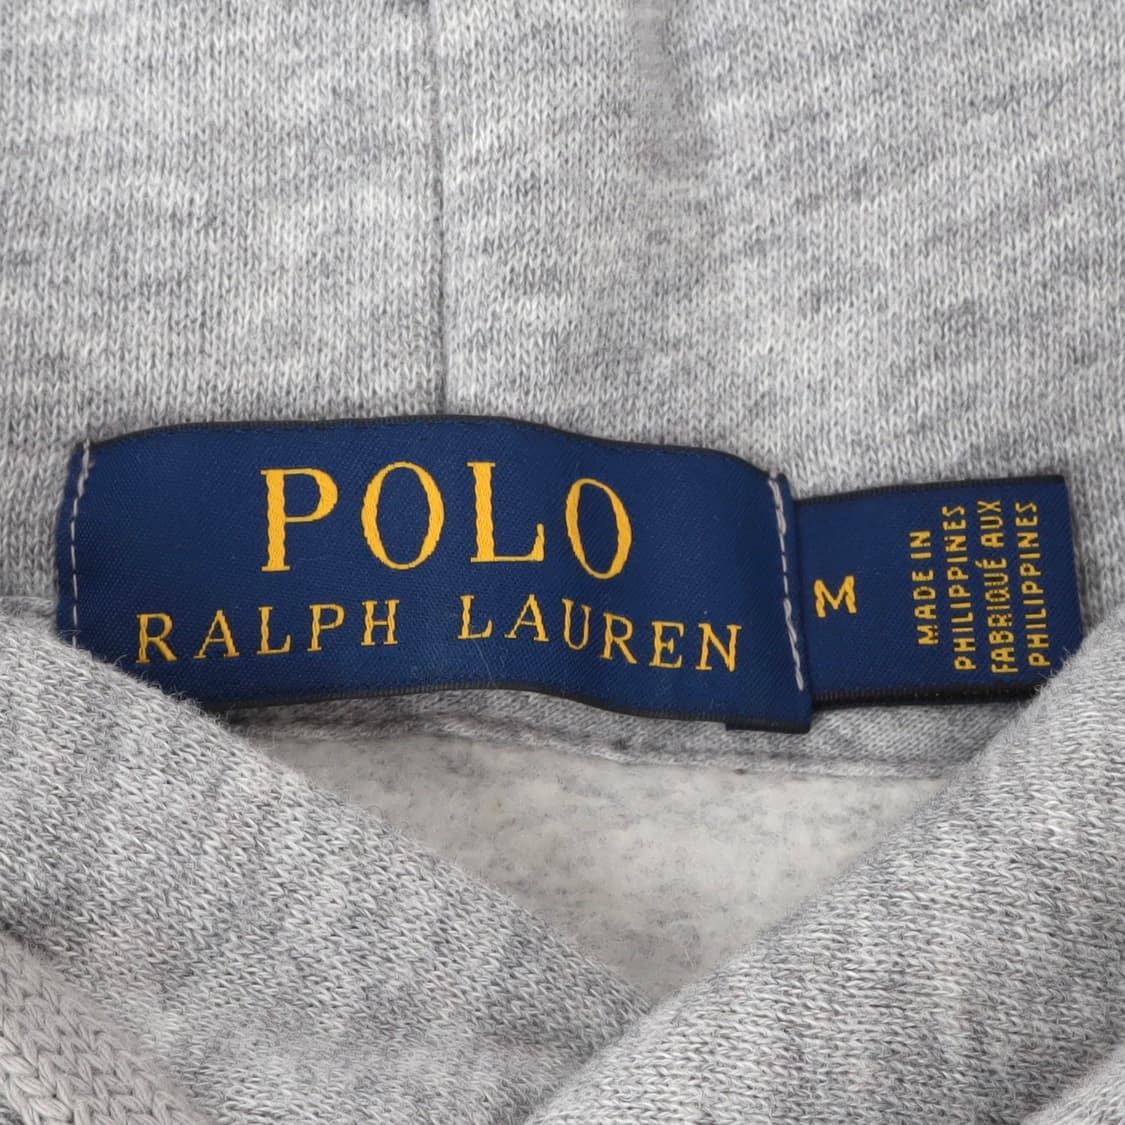 POLO
RALPH LAUREN
M
MADE IN
PHILIPPINES
FABRIQUÉ AUX
PHILIPPINES